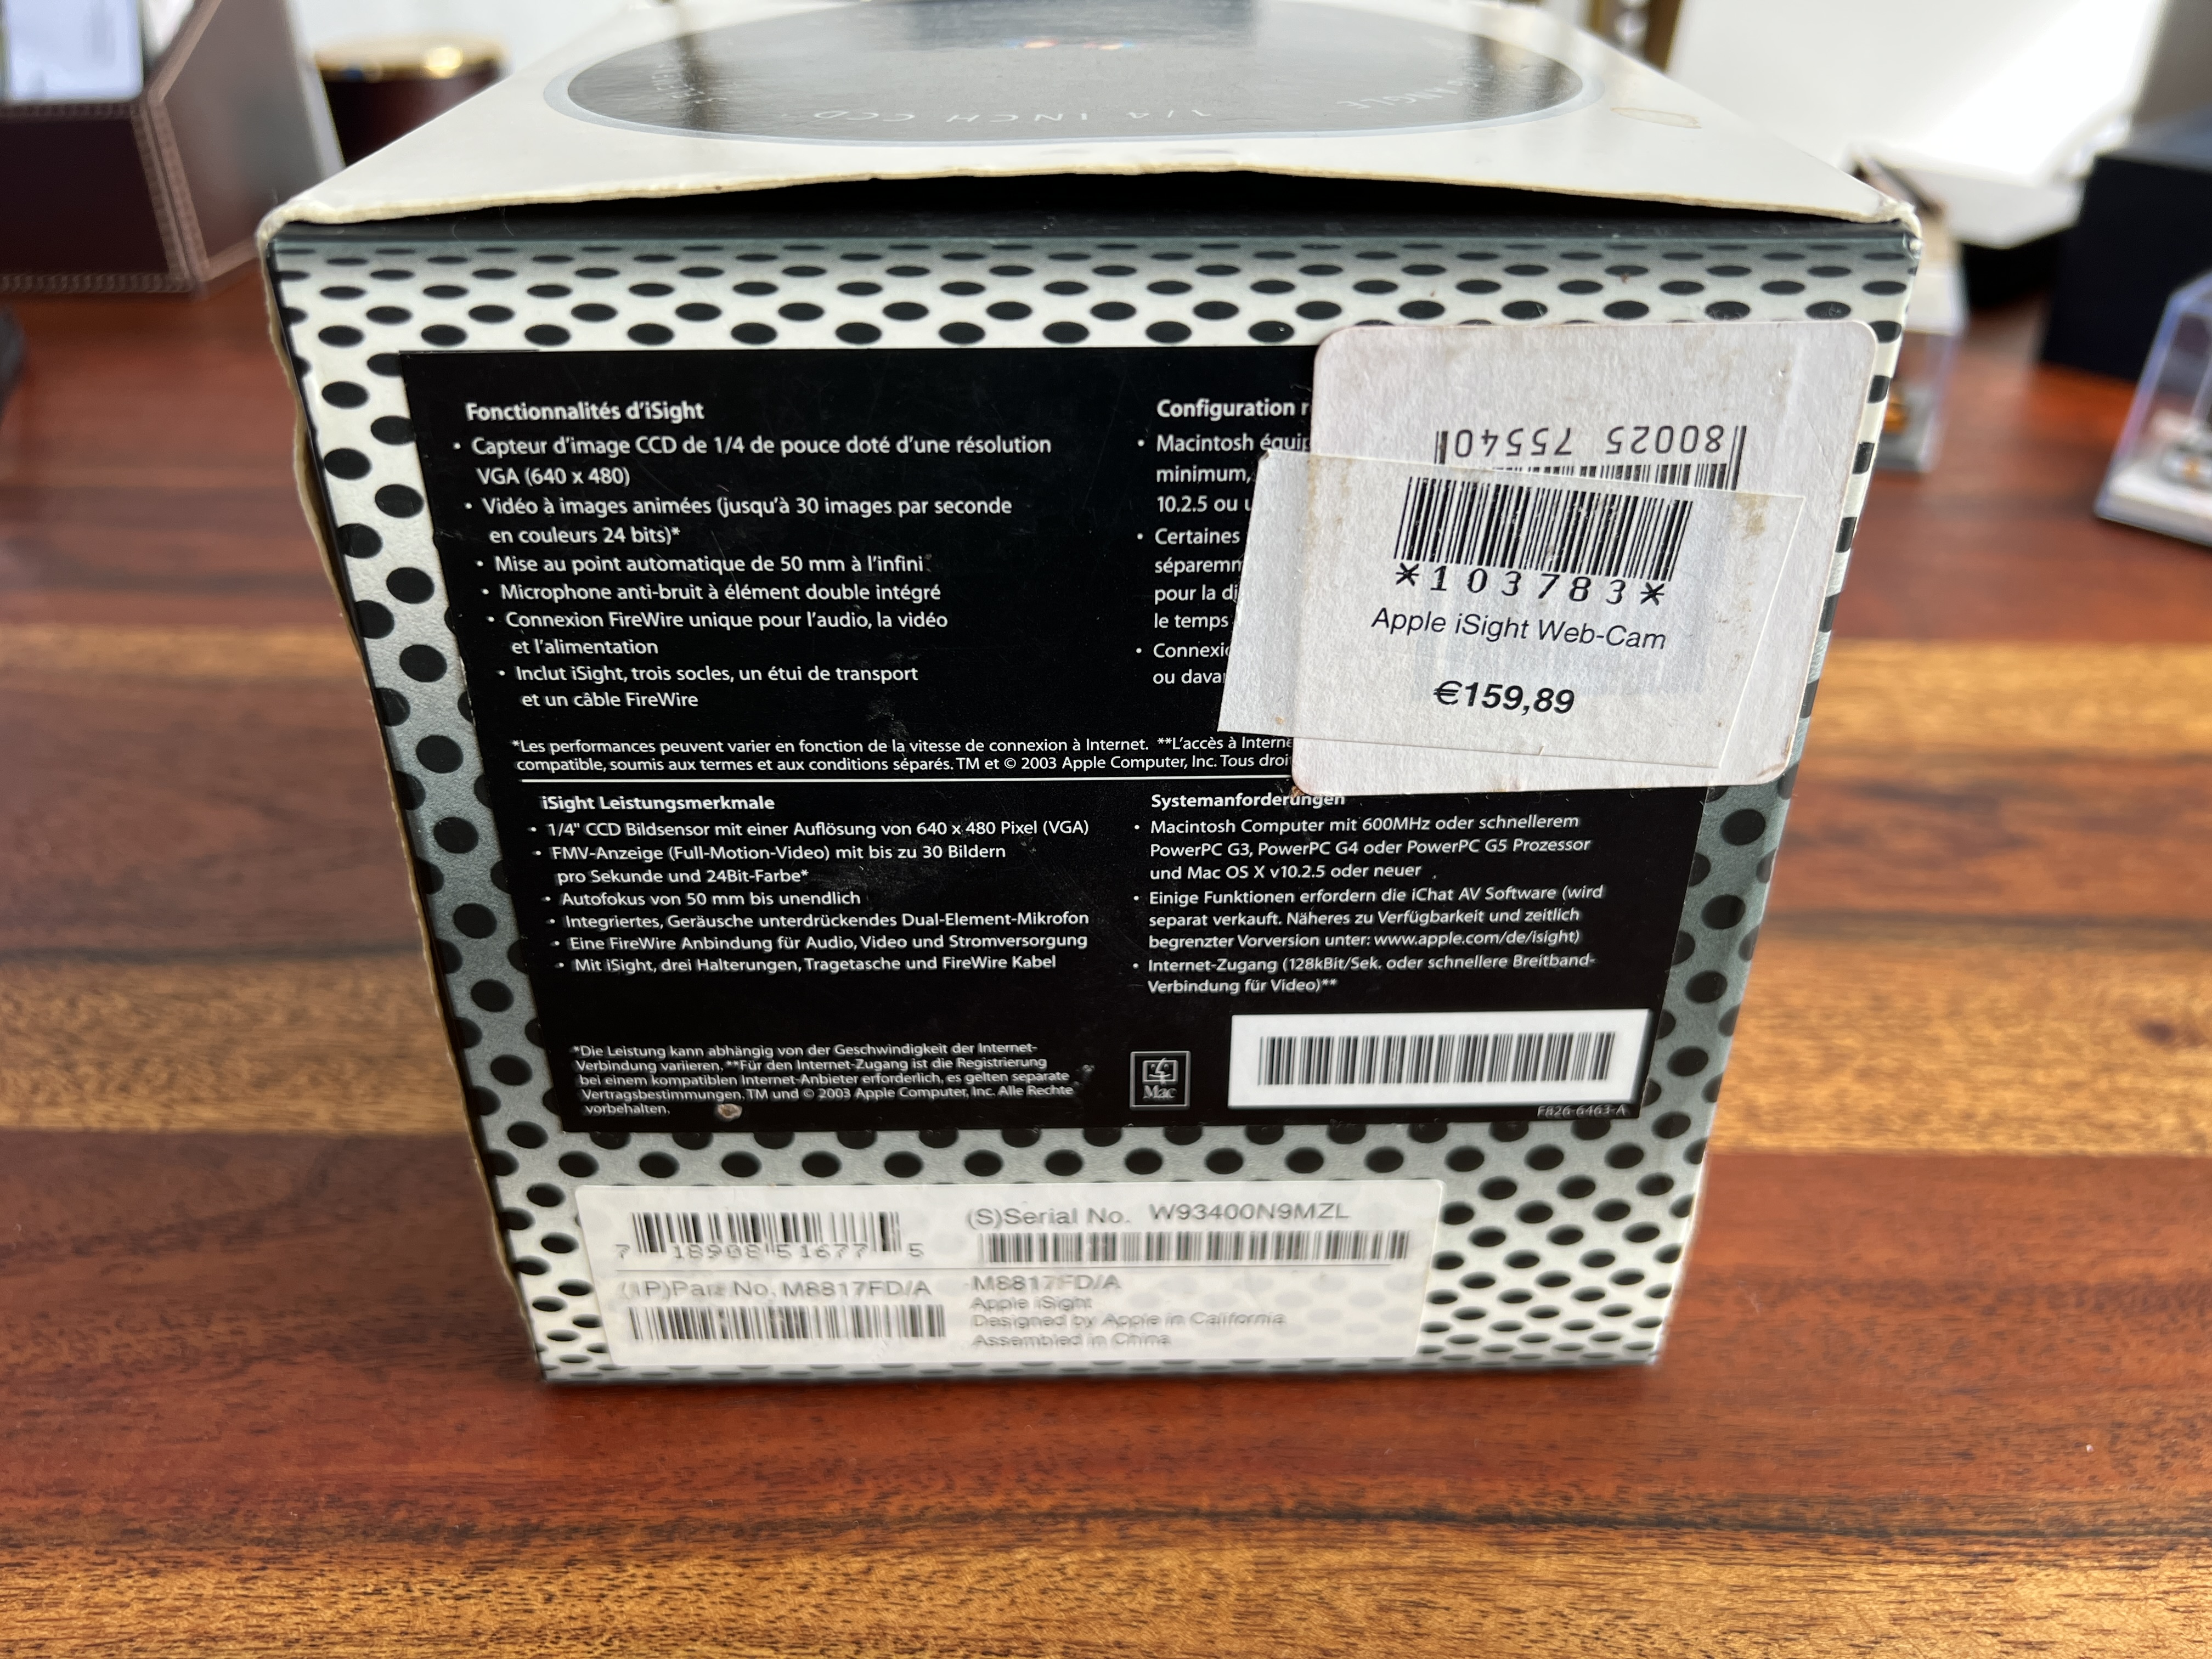 1/4 INCH CCD
ANGLE
Fonctionnalités d'iSight
• Capteur d'image CCD de 1/4 de pouce doté d'une résolution
VGA (640 x 480)
• Vidéo à images animées (jusqu'à 30 images par seconde
en couleurs 24 bits)*
• Mise au point automatique de 50 mm à l'infini
• Microphone anti-bruit à élément double intégré
• Connexion FireWire unique pour l'audio, la vidéo
et l'alimentation
• Inclut iSight, trois socles, un étui de transport
et un câble FireWire
Configuration
• Macintosh
minimum,
10.2.5 ou
• Certaines
pour la
le temps
ou
80025 75540
*103783*
Apple iSight Web-Cam
€159,89
*Les performances peuvent varier en fonction de la vitesse de connexion à Internet. **L'accès à
compatible, soumis aux termes et aux conditions séparés. TM et © 2003 Apple Computer, Inc. Tous
iSight Leistungsmerkmale
• 1/4" CCD Bildsensor mit einer Auflösung von 640 x 480 Pixel (VGA)
• FMV-Anzeige (Full-Motion-Video) mit bis zu 30 Bildern
pro Sekunde und 24Bit-Farbe*
• Autofokus von 50 mm bis unendlich
• Integriertes, Geräusche unterdrückendes Dual-Element-Mikrofon
• Eine FireWire Anbindung für Audio, Video und Stromversorgung
• Mit iSight, drei Halterungen, Tragetasche und FireWire Kabel
Systemanforderungen
• Macintosh Computer mit 600MHz oder schnellerem
PowerPC G3, PowerPC G4 oder PowerPC G5 Prozessor
und Mac OS X v10.2.5 oder neuer
• Einige Funktionen erfordern die iChat AV Software (wird
separat verkauft. Näheres zu Verfügbarkeit und zeitlich
begrenzter Vorversion unter: www.apple.com/de/isight)
• Internet-Zugang (128kBit/Sek. oder schnellere Breitband-
Verbindung für Video)**
*Die Leistung kann abhängig von der Geschwindigkeit der Internet-
Verbindung variieren. **Für den Internet-Zugang ist die Registrierung
bei einem kompatiblen Internet-Anbieter erforderlich, es gelten separate
Vertragsbestimmungen. TM und © 2003 Apple Computer, Inc. Alle Rechte
vorbehalten.
Mac
F826-6463-A
7 18908 51677 5
(S)Serial No. W93400N9MZL
(1P)Part No. M8817FD/A
M8817FD/A
Apple iSight
Designed by Apple in California
Assembled in China